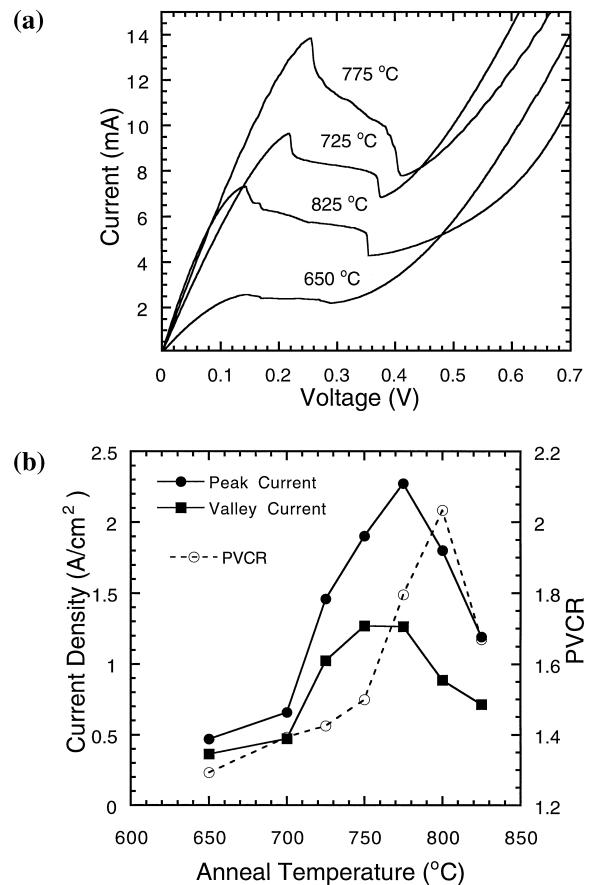 (a)
14
12
10
8
6
4
2
Current (mA)
775 °C
725 °C
825 °C
650 °C
0 0.1 0.2 0.3 0.4 0.5 0.6 0.7
Voltage (V)
(b)
2.5
2
1.5
1
0.5
0
Current Density (A/cm²)
Peak Current
Valley Current
PVCR
2.2
2
1.8
1.6
1.4
1.2
PVCR
600 650 700 750 800 850
Anneal Temperature (°C)